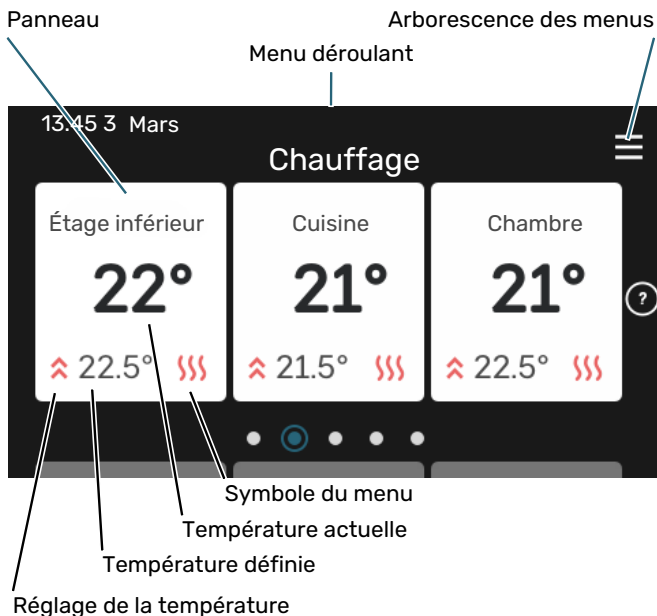 Panneau
Arborescence des menus
Menu déroulant
13.45 3 Mars
Chauffage
Étage inférieur
22°
22.5°
Cuisine
21°
21.5°
Chambre
21°
22.5°
?
Symbole du menu
Température actuelle
Température définie
Réglage de la température